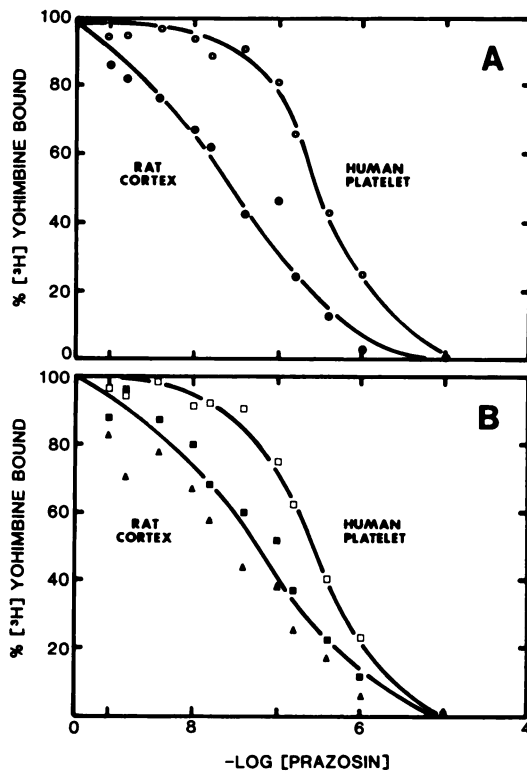 100
80
60
40
20
0
A
RAT
CORTEX
HUMAN
PLATELET
% [³H] YOHIMBINE BOUND
100
80
60
40
20
B
RAT
CORTEX
HUMAN
PLATELET
% [³H] YOHIMBINE BOUND
0 8 6 4
-LOG [PRAZOSIN]